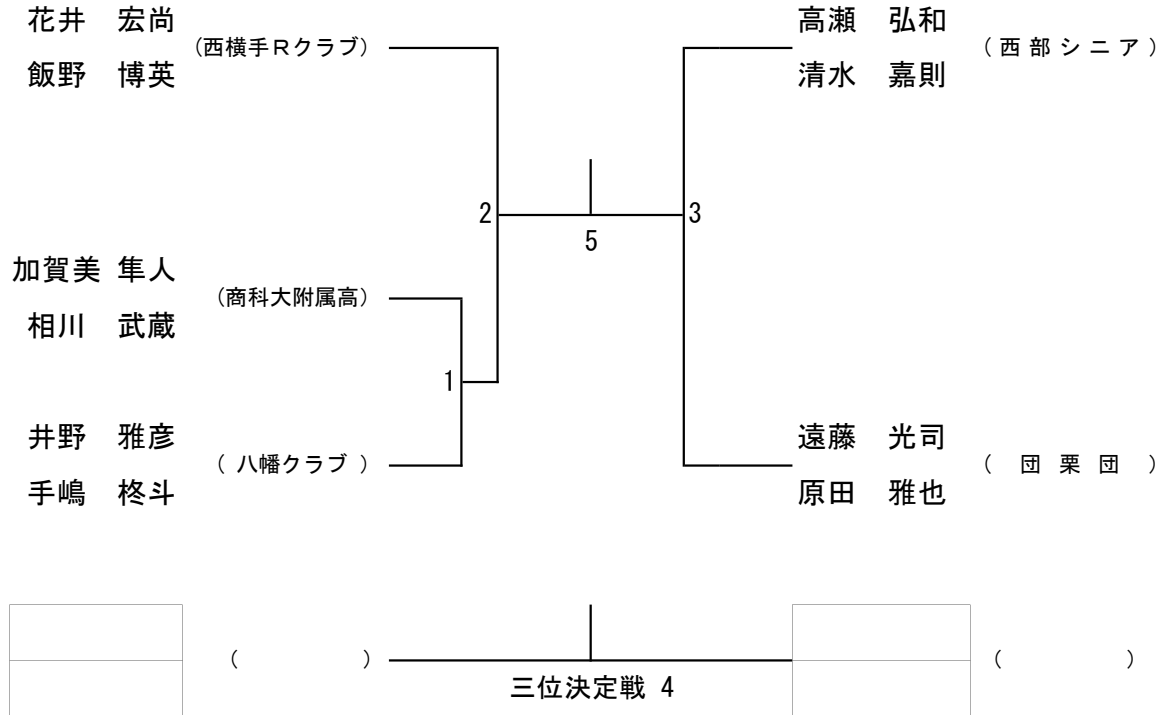 花井　宏尚
(西横手Rクラブ)
飯野　博英
高瀬　弘和
(西部シニア)
清水　嘉則
2
3
5
加賀美 隼人
(商科大附属高)
相川　武蔵
1
井野　雅彦
(八幡クラブ)
手嶋　柊斗
遠藤　光司
(団栗団)
原田　雅也
(　　　　)
(　　　　)
三位決定戦 4